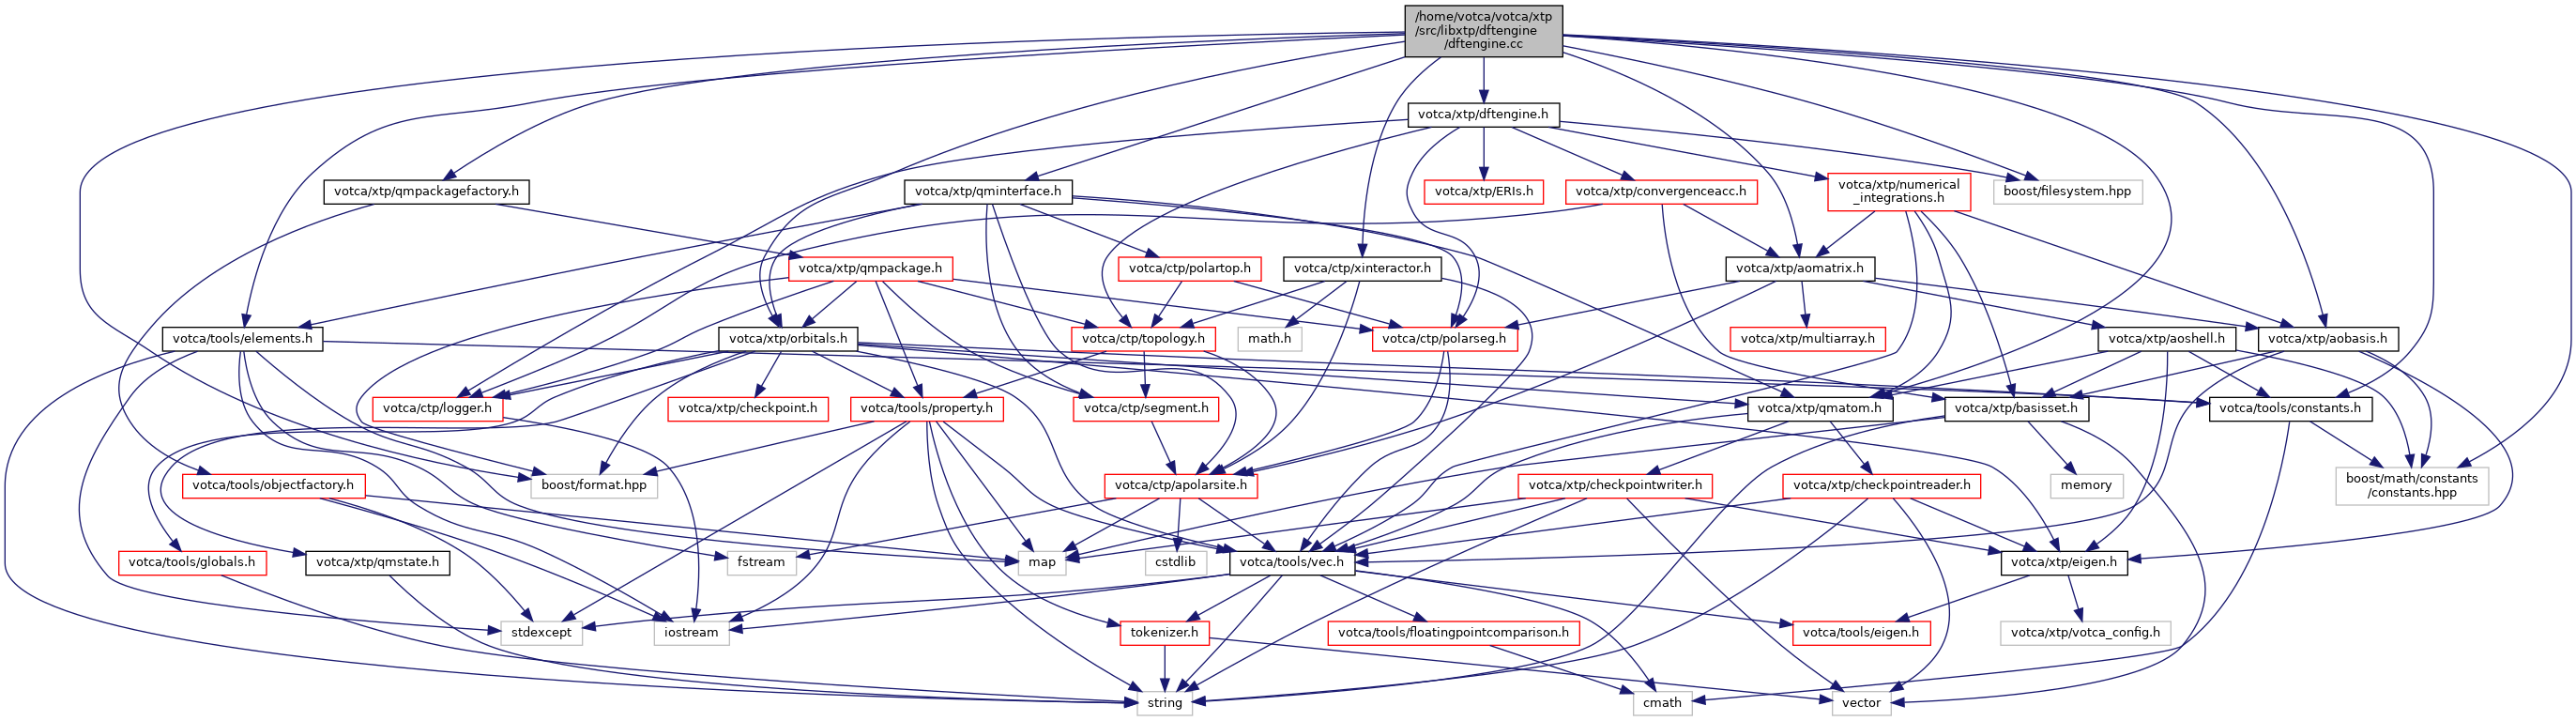 /home/votca/votca/xtp
/src/libxtp/dftengine
/dftengine.cc
votca/xtp/dftengine.h
votca/xtp/qmpackagefactory.h
votca/xtp/qminterface.h
votca/xtp/ERIs.h
votca/xtp/convergenceacc.h
votca/xtp/numerical
_integrations.h
boost/filesystem.hpp
votca/xtp/qmpackage.h
votca/ctp/polartop.h
votca/ctp/xinteractor.h
votca/xtp/aomatrix.h
votca/tools/elements.h
votca/xtp/orbitals.h
votca/ctp/topology.h
math.h
votca/ctp/polarseg.h
votca/xtp/multiarray.h
votca/xtp/aoshell.h
votca/xtp/aobasis.h
votca/ctp/logger.h
votca/xtp/checkpoint.h
votca/tools/property.h
votca/ctp/segment.h
votca/xtp/qmatom.h
votca/xtp/basisset.h
votca/tools/constants.h
votca/tools/objectfactory.h
boost/format.hpp
votca/ctp/apolarsite.h
votca/xtp/checkpointwriter.h
votca/xtp/checkpointreader.h
memory
boost/math/constants
/constants.hpp
votca/tools/globals.h
votca/xtp/qmstate.h
fstream
map
cstdlib
votca/tools/vec.h
votca/xtp/eigen.h
stdexcept
iostream
tokenizer.h
votca/tools/floatingpointcomparison.h
votca/tools/eigen.h
votca/xtp/votca_config.h
string
cmath
vector